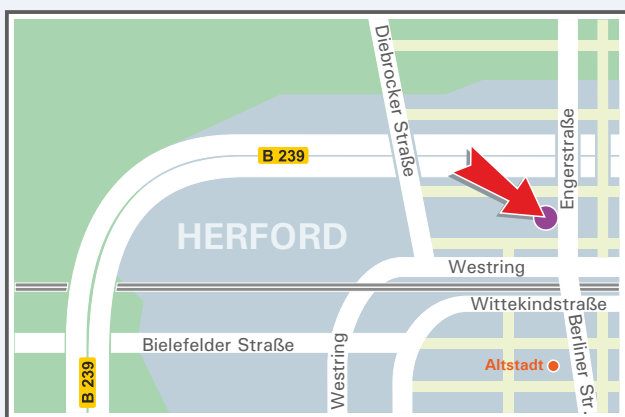 Diebrocker Straße
Engerstraße
B 239
HERFORD
Westring
Wittekindstraße
Bielefelder Straße
Westring
Berliner Str.
Altstadt
B 239